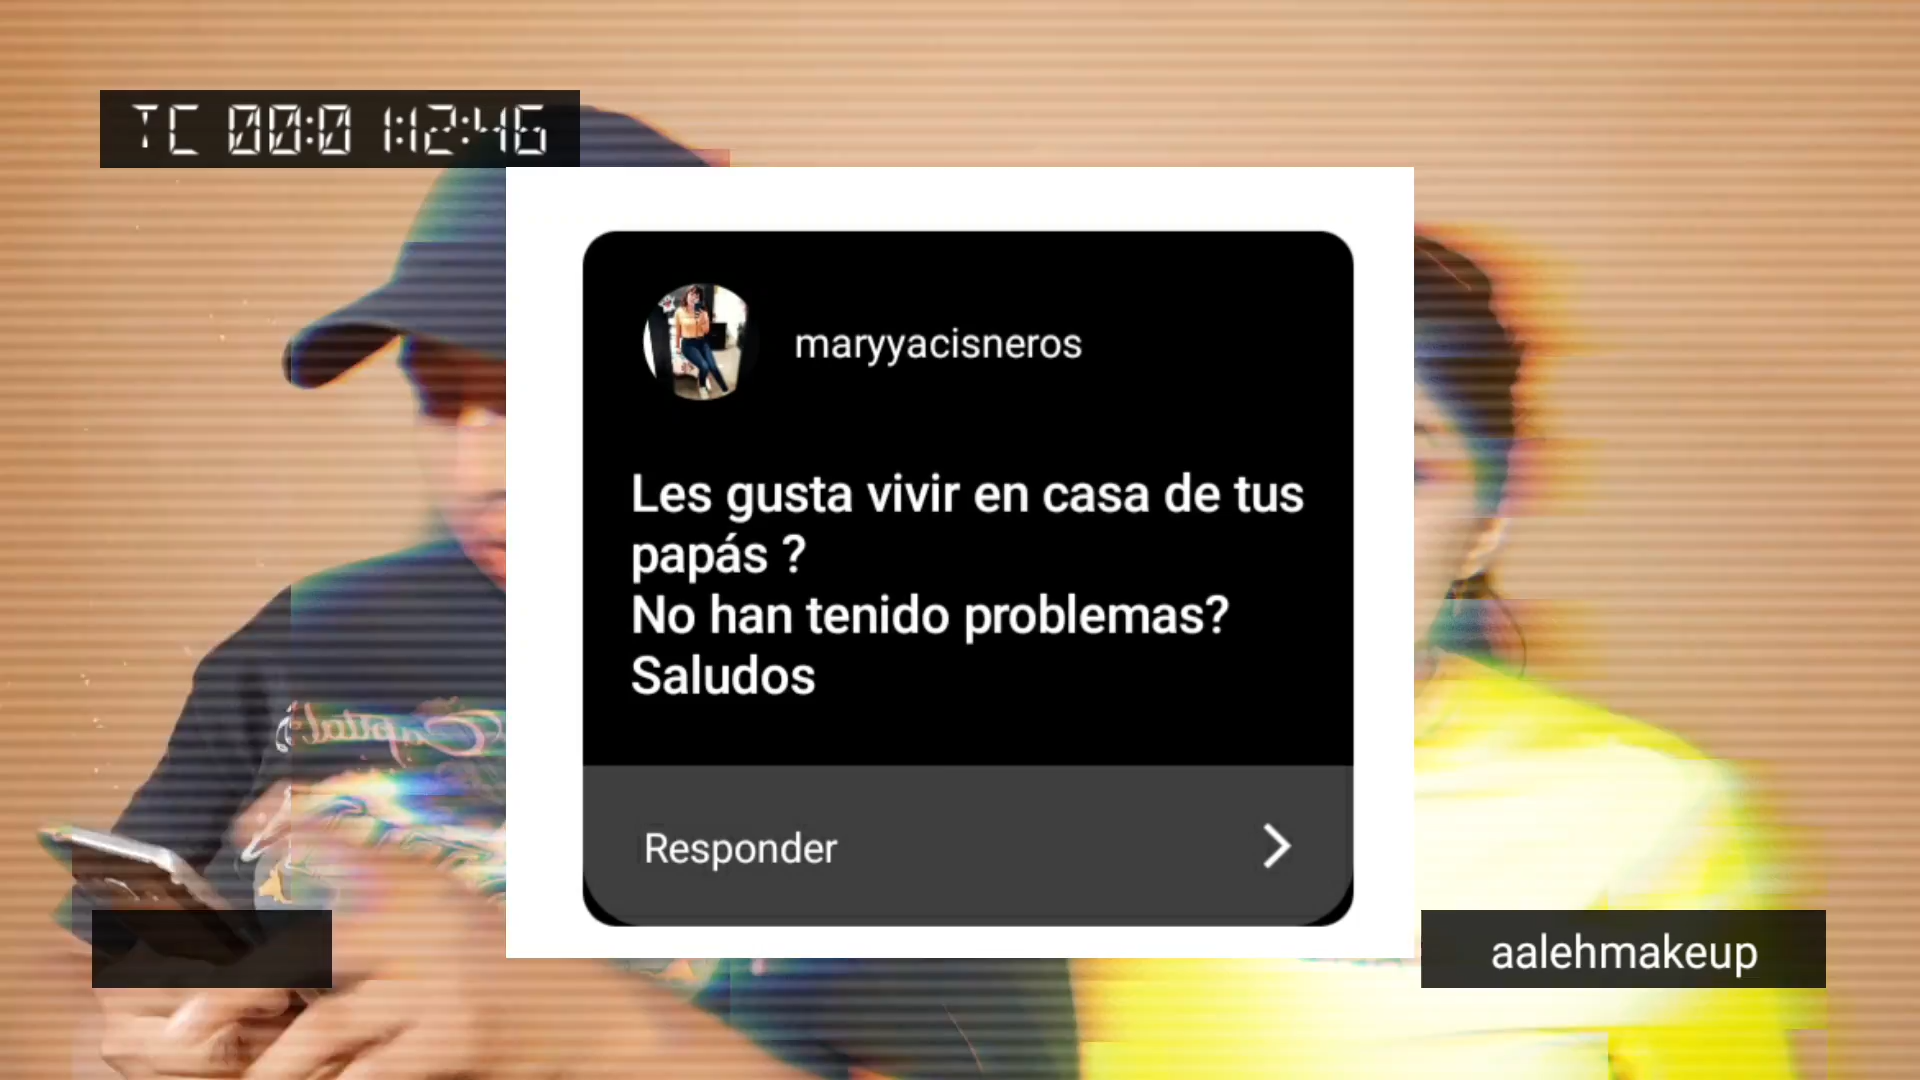 TC 00:01:12:46
maryyacisneros
Les gusta vivir en casa de tus
papás ?
No han tenido problemas?
Saludos
Responder
aalehmakeup
Capital